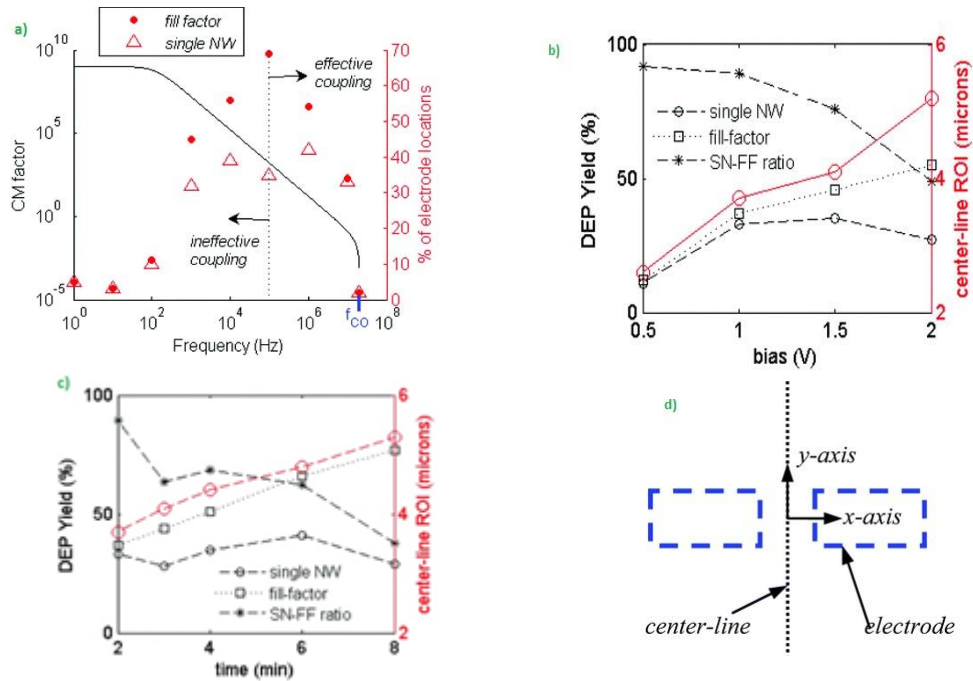 a)
fill factor
single NW
10^10
10^5
10^0
10^-5
CM factor
10^0
10^2
10^4
10^6
10^8
Frequency (Hz)
effective
coupling
ineffective
coupling
f_CO
70
60
50
40
30
20
10
0
% of electrode locations
b)
100
50
0
DEP Yield (%)
single NW
fill-factor
SN-FF ratio
0.5
1
1.5
2
bias (V)
6
4
2
center-line ROI (microns)
c)
100
50
0
DEP Yield (%)
single NW
fill-factor
SN-FF ratio
2
4
6
8
time (min)
6
4
2
center-line ROI (microns)
d)
y-axis
x-axis
center-line
electrode